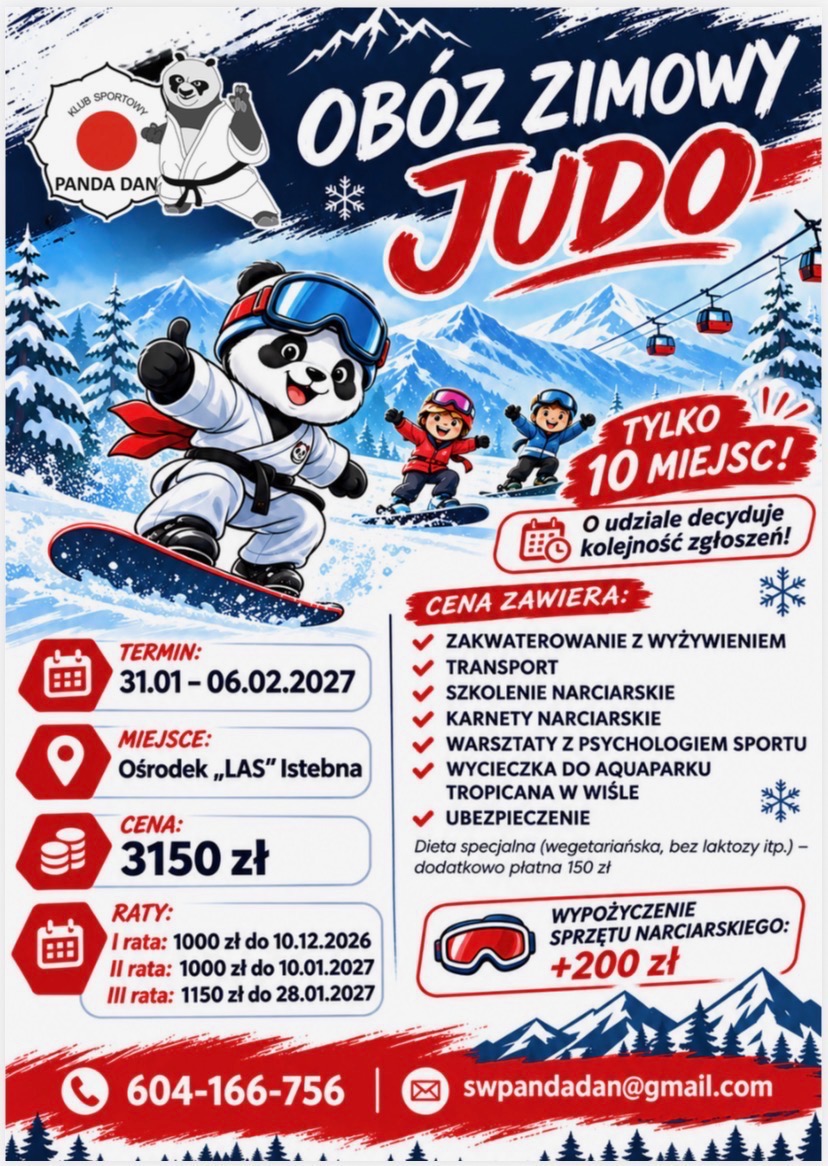 KLUB SPORTOWY
PANDA DAN
OBÓZ ZIMOWY
JUDO
TYLKO
10 MIEJSC!
O udziale decyduje
kolejność zgłoszeń!
TERMIN:
31.01 – 06.02.2027
MIEJSCE:
Ośrodek „LAS” Istebna
CENA:
3150 zł
RATY:
I rata: 1000 zł do 10.12.2026
II rata: 1000 zł do 10.01.2027
III rata: 1150 zł do 28.01.2027
CENA ZAWIERA:
ZAKWATEROWANIE Z WYŻYWIENIEM
TRANSPORT
SZKOLENIE NARCIARSKIE
KARNETY NARCIARSKIE
WARSZTATY Z PSYCHOLOGIEM SPORTU
WYCIECZKA DO AQUAPARKU
TROPICANA W WIŚLE
UBEZPIECZENIE
Dieta specjalna (wegetariańska, bez laktozy itp.) –
dodatkowo płatna 150 zł
WYPOŻYCZENIE
SPRZĘTU NARCIARSKIEGO:
+200 zł
604-166-756
swpandadan@gmail.com